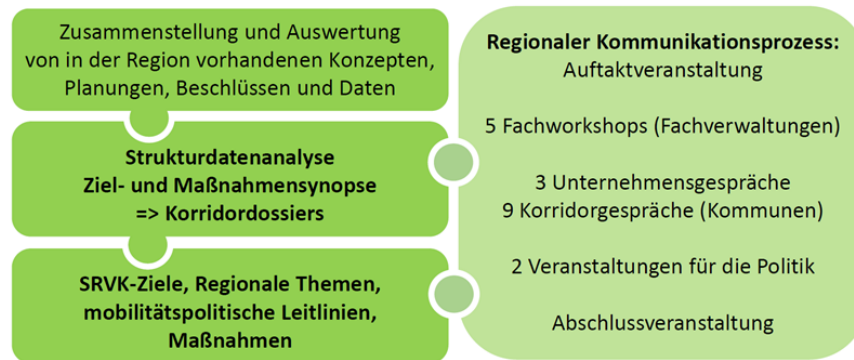 Zusammenstellung und Auswertung
von in der Region vorhandenen Konzepten,
Planungen, Beschlüssen und Daten
Strukturdatenanalyse
Ziel- und Maßnahmensynopse
=> Korridordossiers
SRVK-Ziele, Regionale Themen,
mobilitätspolitische Leitlinien,
Maßnahmen
Regionaler Kommunikationsprozess:
Auftaktveranstaltung
5 Fachworkshops (Fachverwaltungen)
3 Unternehmensgespräche
9 Korridorgespräche (Kommunen)
2 Veranstaltungen für die Politik
Abschlussveranstaltung